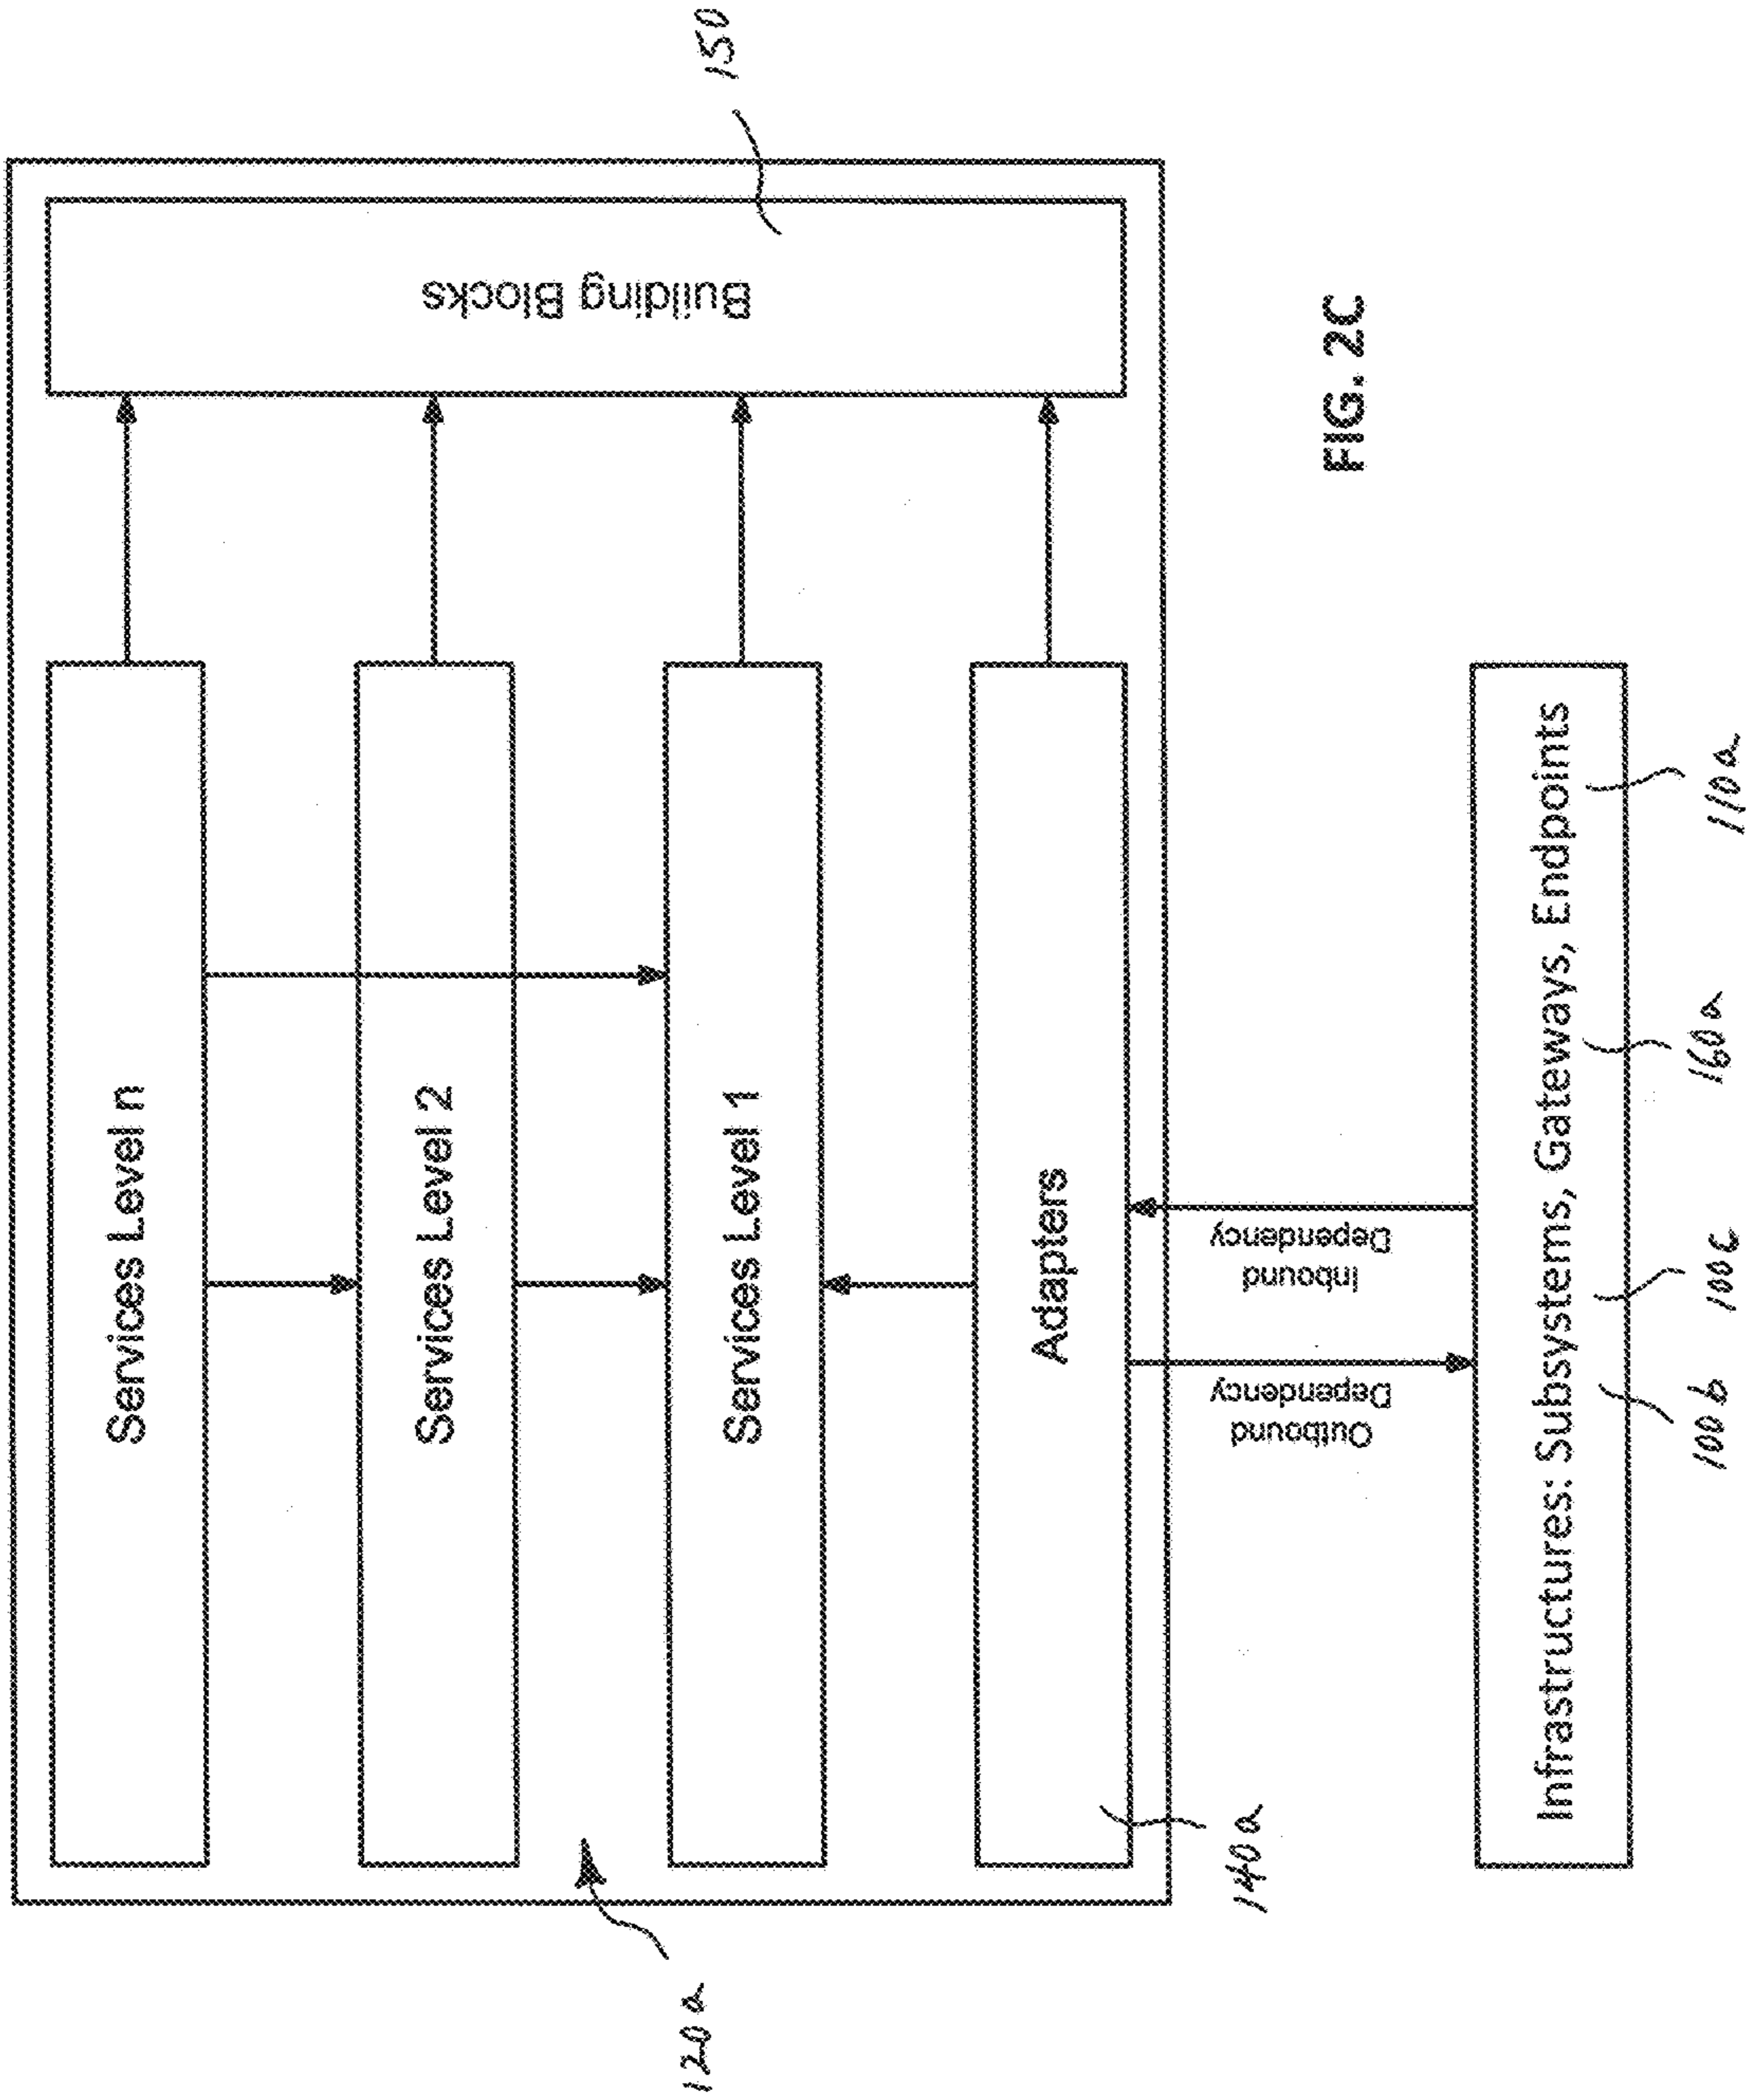 150
Building Blocks
Services Level n
Services Level 2
Services Level 1
Adapters
120a
140a
Outbound
Dependency
Inbound
Dependency
Infrastructures: Subsystems, Gateways, Endpoints
100b
100c
160a
110a
FIG. 2C